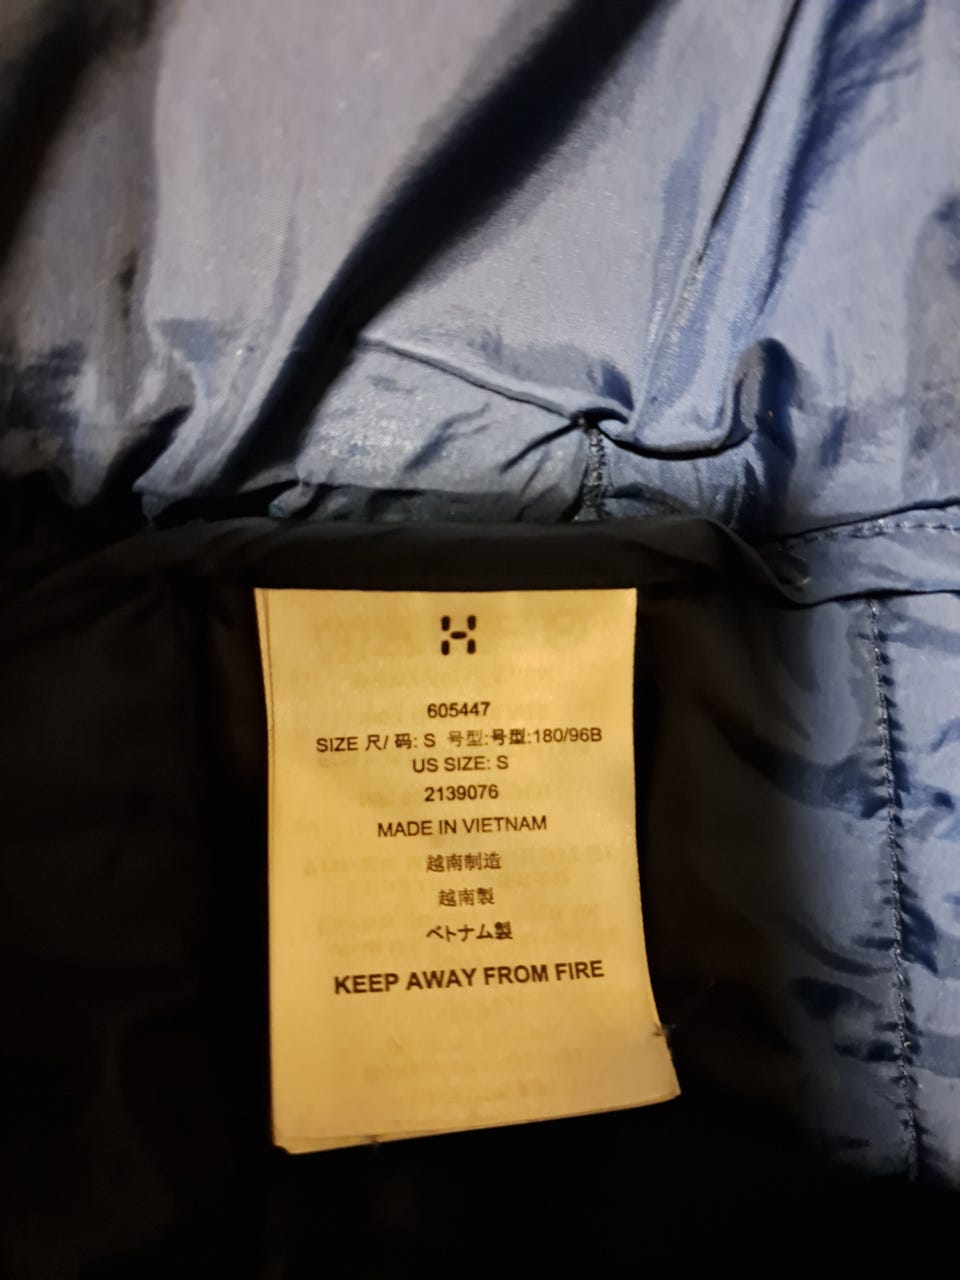 605447
SIZE 尺/ 码: S 号型:号型:180/96B
US SIZE: S
2139076
MADE IN VIETNAM
越南制造
越南製
ベトナム製
KEEP AWAY FROM FIRE